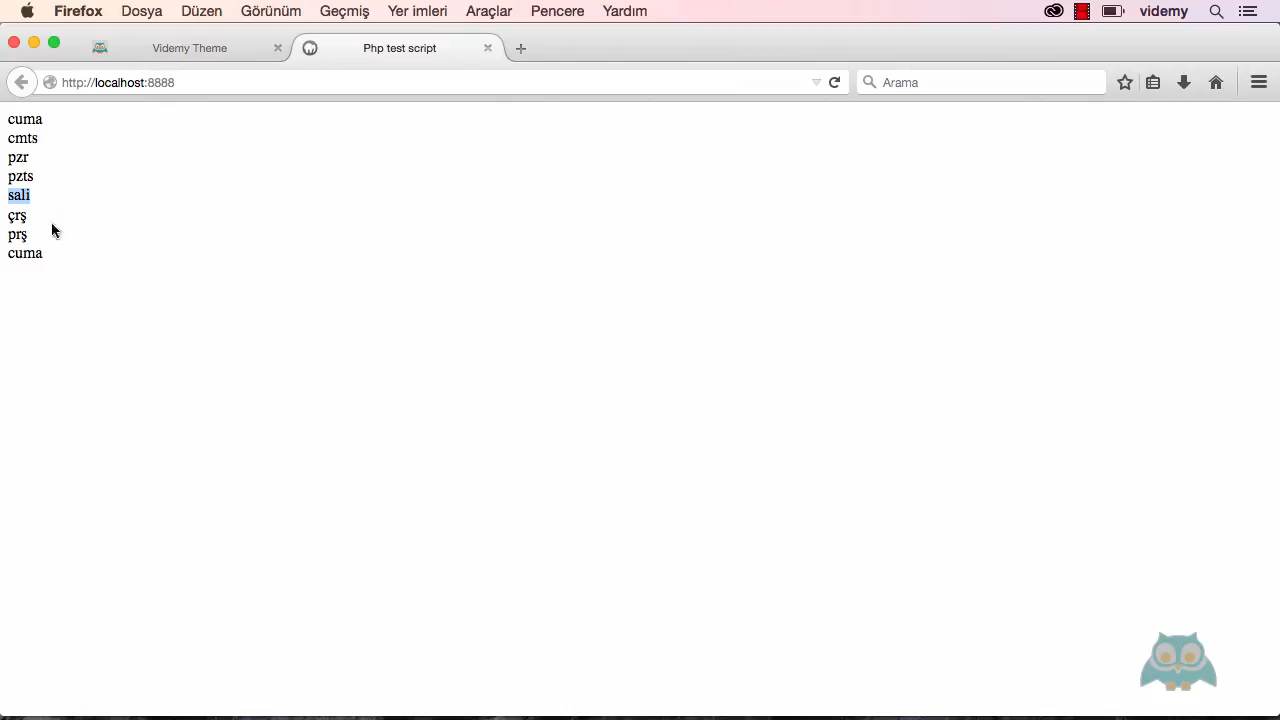 Firefox Dosya Düzen Görünüm Geçmiş Yer imleri Araçlar Pencere Yardım videmy
Videmy Theme Php test script
http://localhost:8888 Arama
cuma
cmts
pzr
pzts
sali
çrş
prş
cuma